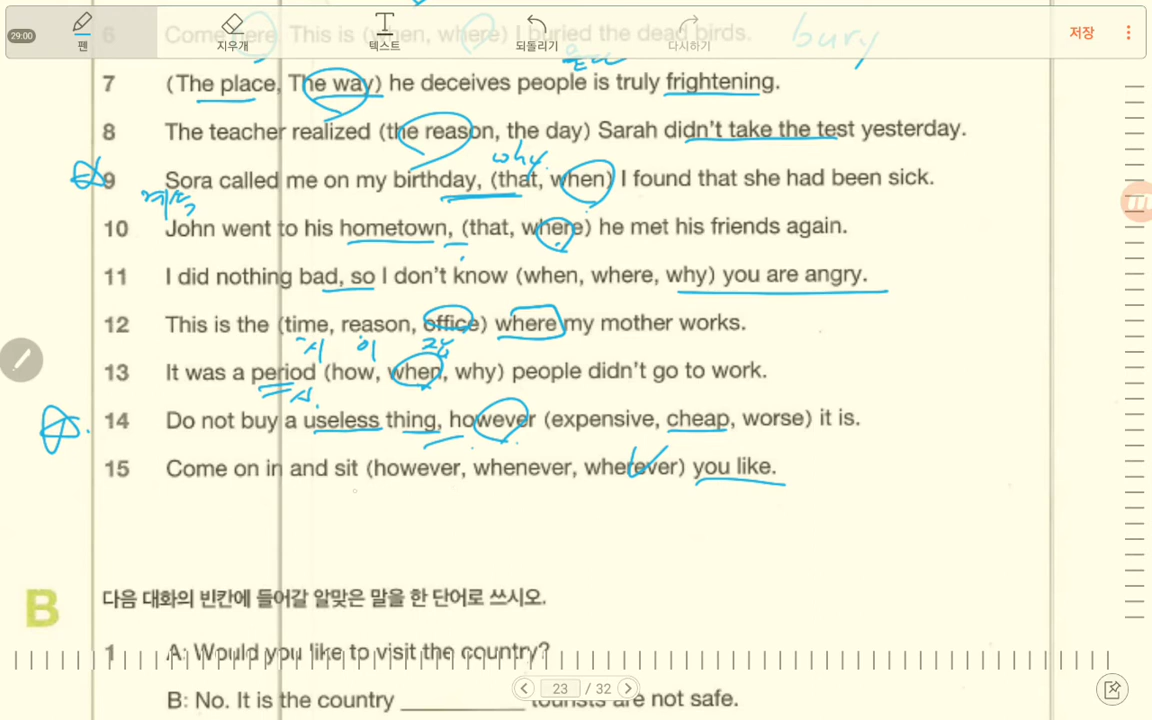 29:00
펜
지우개
텍스트
되돌리기
다시하기
저장
6 Come here. This is (when, where) I buried the dead birds. bury
7 (The place, The way) he deceives people is truly frightening.
8 The teacher realized (the reason, the day) Sarah didn't take the test yesterday.
why
9 Sora called me on my birthday, (that, when) I found that she had been sick.
10 John went to his hometown, (that, where) he met his friends again.
11 I did nothing bad, so I don't know (when, where, why) you are angry.
12 This is the (time, reason, office) where my mother works.
시 이
13 It was a period (how, when, why) people didn't go to work.
시
14 Do not buy a useless thing, however (expensive, cheap, worse) it is.
15 Come on in and sit (however, whenever, wherever) you like.
B 다음 대화의 빈칸에 들어갈 알맞은 말을 한 단어로 쓰시오.
1 A: Would you like to visit the country?
B: No. It is the country __________ tourists are not safe.
23 / 32